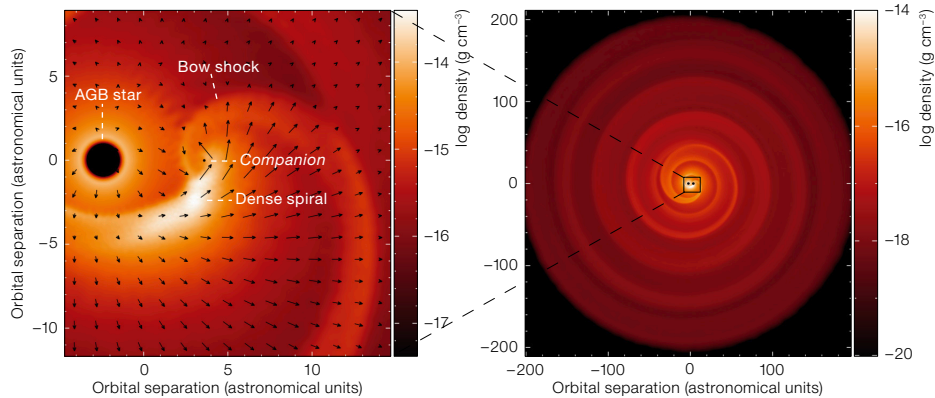 5
0
−5
−10
Orbital separation (astronomical units)
0
5
10
Orbital separation (astronomical units)
AGB star
Bow shock
Companion
Dense spiral
−14
−15
−16
−17
log density (g cm⁻³)
200
100
0
−100
−200
−200
−100
0
100
Orbital separation (astronomical units)
−14
−16
−18
−20
log density (g cm⁻³)